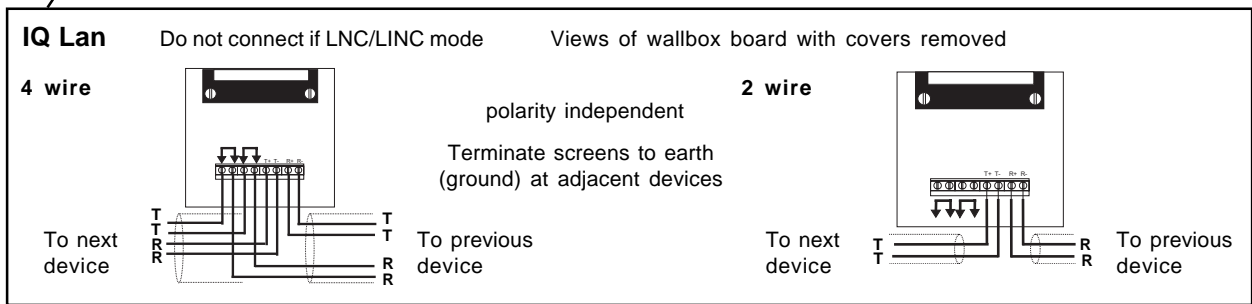 IQ Lan Do not connect if LNC/LINC mode Views of wallbox board with covers removed
4 wire
T+ T- R+ R-
T
T
R
R
To next
device
T
T
R
R
To previous
device
polarity independent
Terminate screens to earth
(ground) at adjacent devices
2 wire
T+ T- R+ R-
To next
device
T
T
R
R
To previous
device